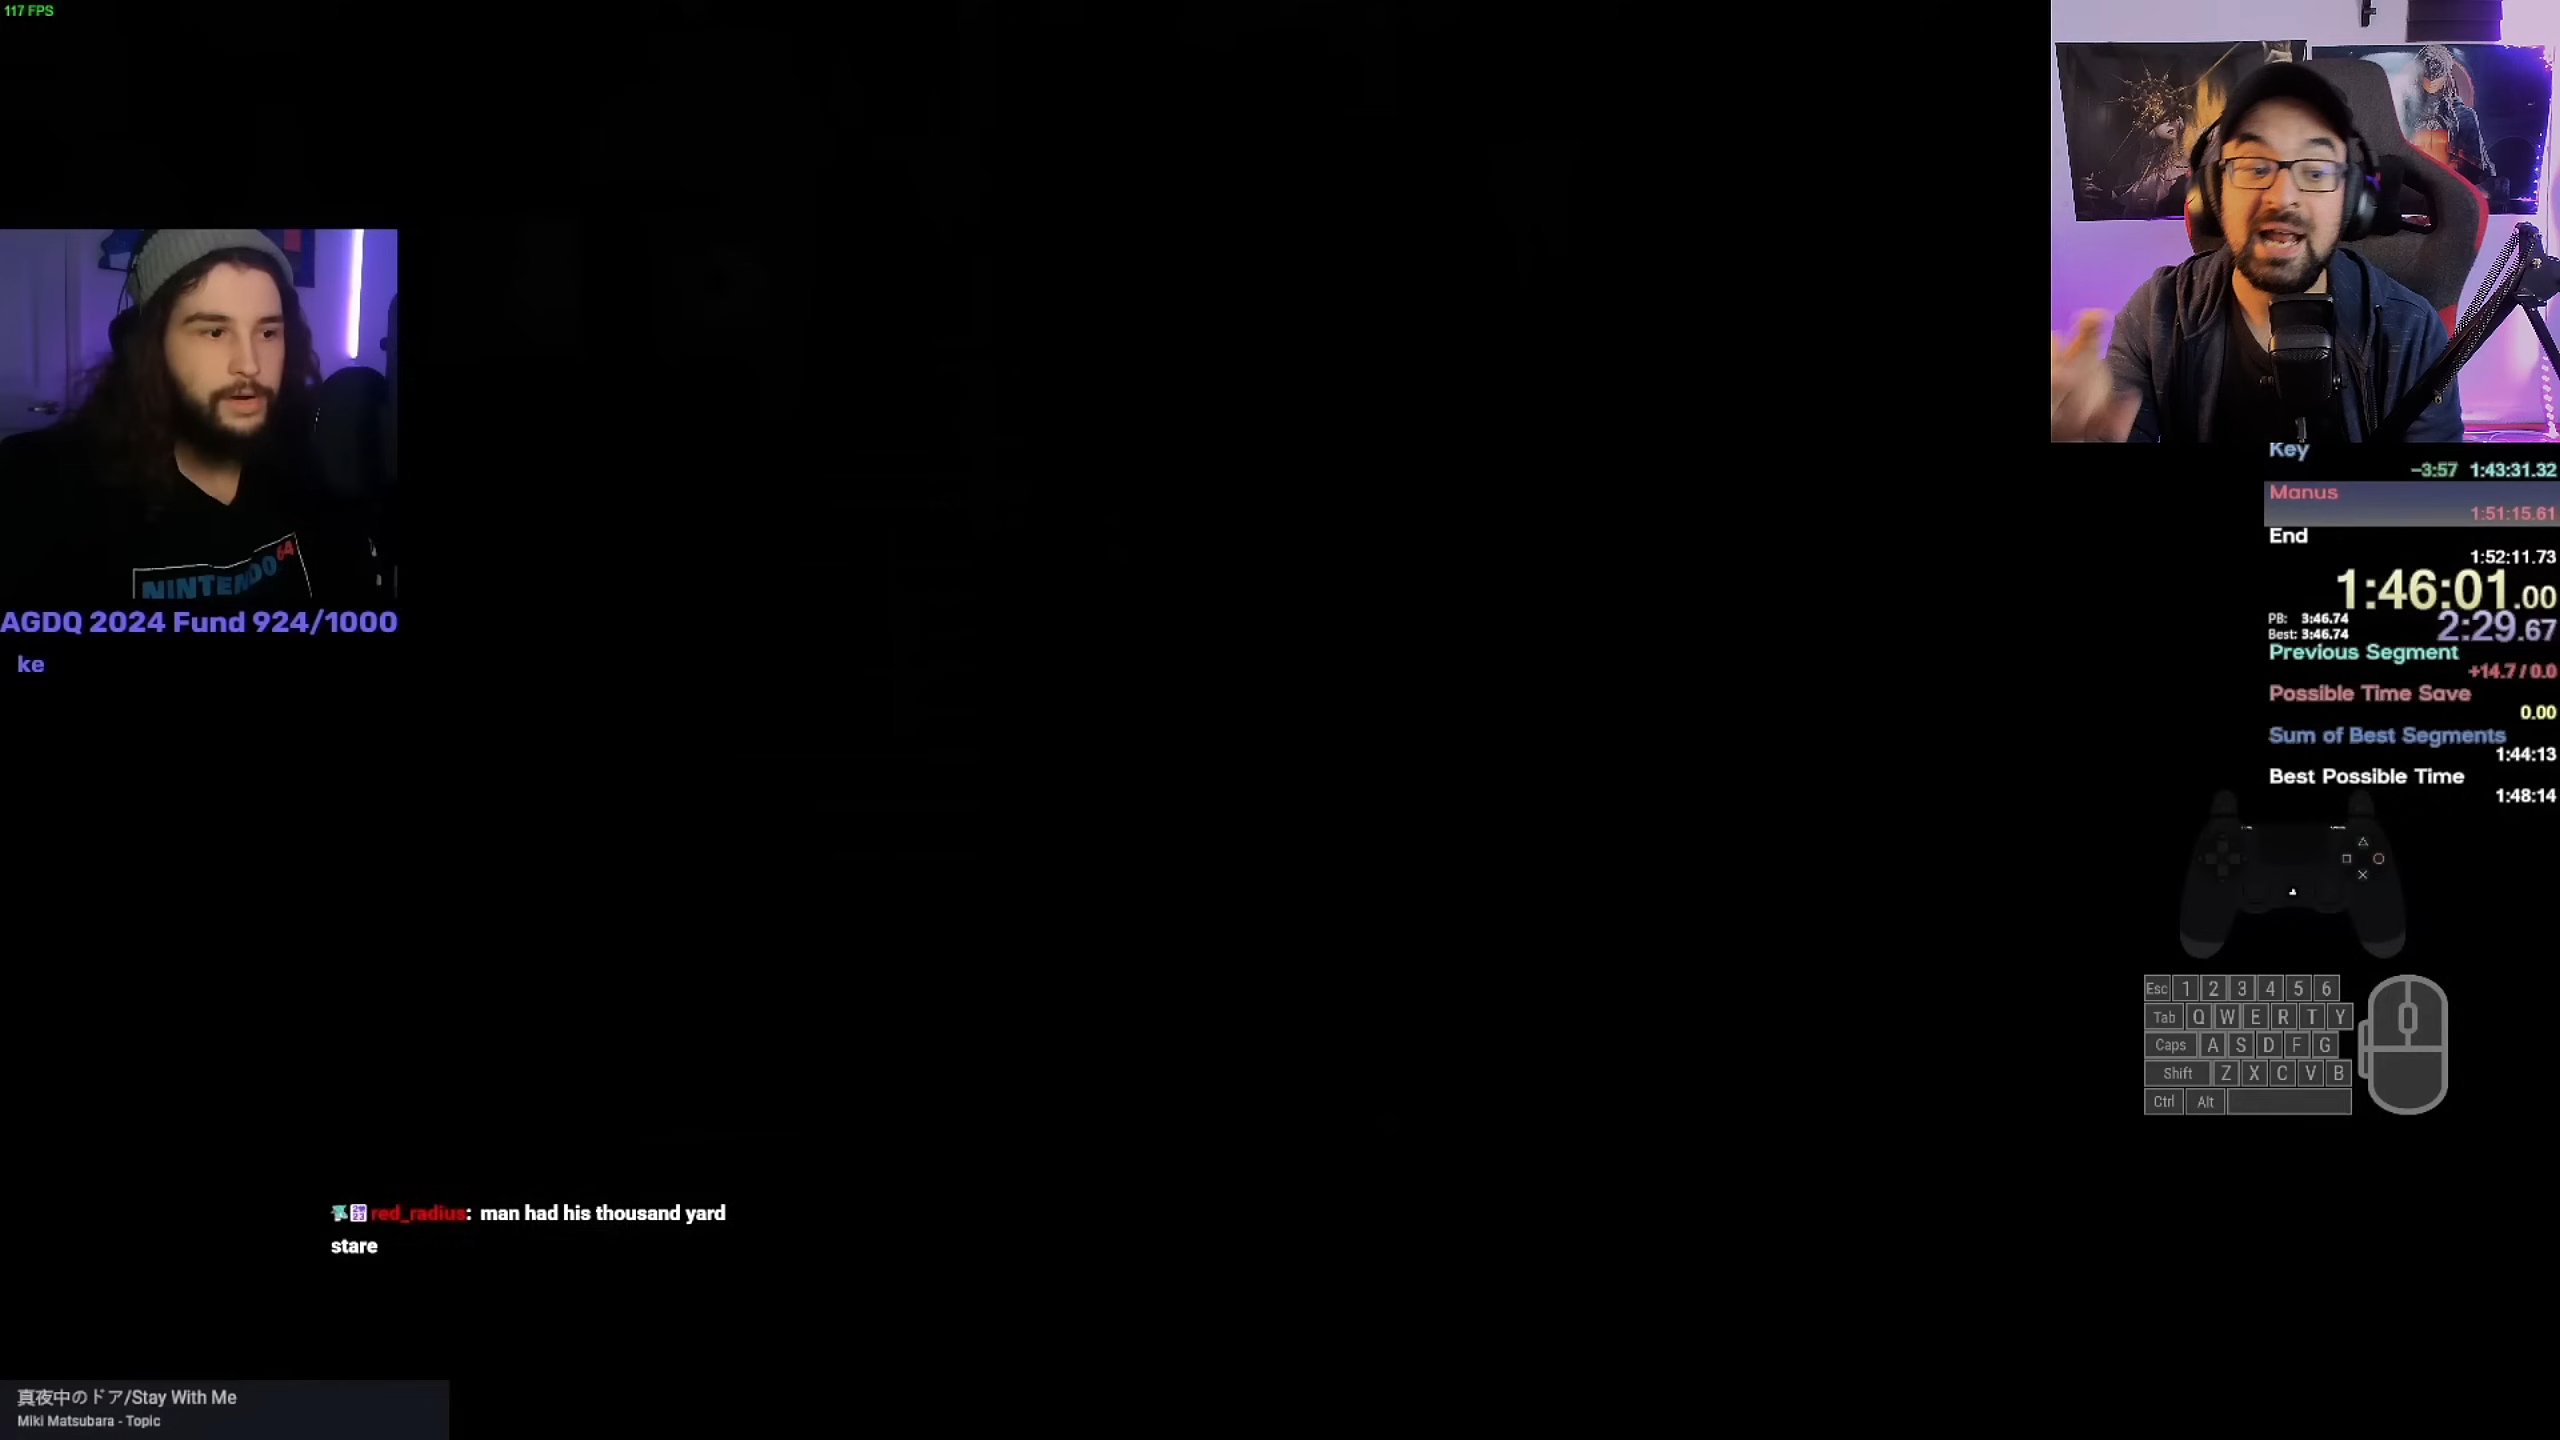 117 FPS
NINTENDO 64
AGDQ 2024 Fund 924/1000
ke
Key
-3:57 1:43:31.32
Manus
1:51:15.61
End
1:52:11.73
1:46:01.00
PB: 3:46.74
Best: 3:46.74
2:29.67
Previous Segment
+14.7 / 0.0
Possible Time Save
0.00
Sum of Best Segments
1:44:13
Best Possible Time
1:48:14
Esc 1 2 3 4 5 6
Tab Q W E R T Y
Caps A S D F G
Shift Z X C V B
Ctrl Alt
red_radius: man had his thousand yard
stare
真夜中のドア/Stay With Me
Miki Matsubara - Topic